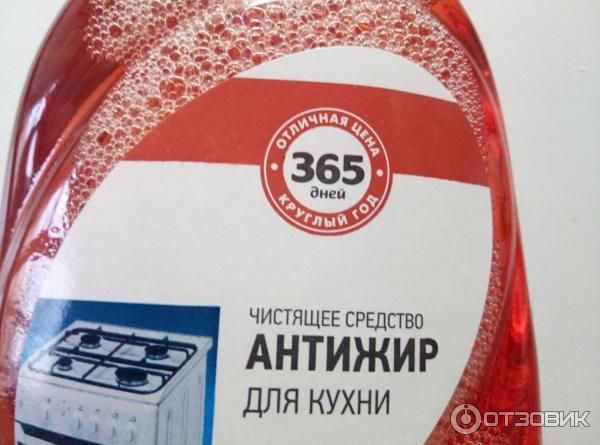 ОТЛИЧНАЯ ЦЕНА
365
дней
КРУГЛЫЙ ГОД
ЧИСТЯЩЕЕ СРЕДСТВО
АНТИЖИР
ДЛЯ КУХНИ
ОТЗОВИК